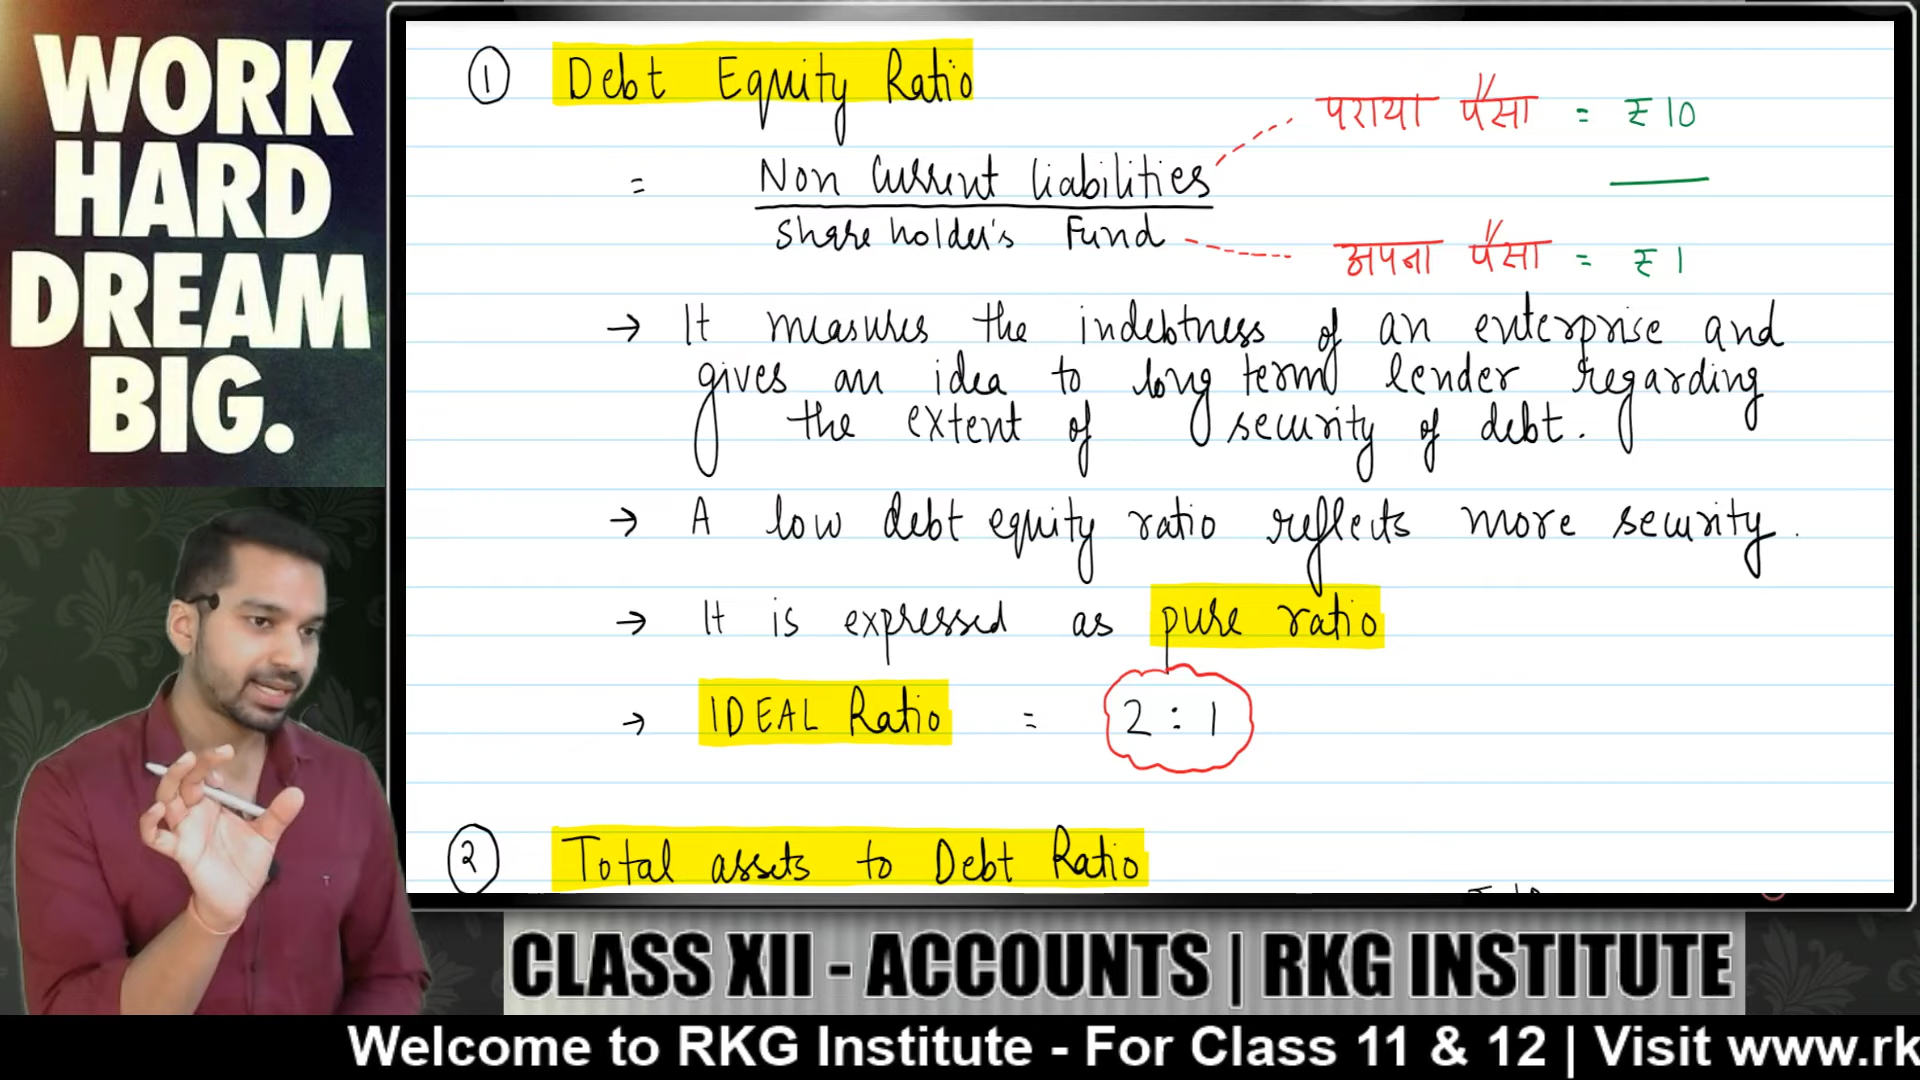 WORK
HARD
DREAM
BIG.
① Debt Equity Ratio
पराया पैसा = ₹10
= Non Current liabilities
Share holder's Fund
अपना पैसा = ₹1
→ It measures the indebtness of an enterprise and
gives an idea to long term lender regarding
the extent of security of debt.
→ A low debt equity ratio reflects more security.
→ It is expressed as pure ratio
→ IDEAL Ratio = 2 : 1
② Total assets to Debt Ratio
CLASS XII - ACCOUNTS | RKG INSTITUTE
Welcome to RKG Institute - For Class 11 & 12 | Visit www.rk